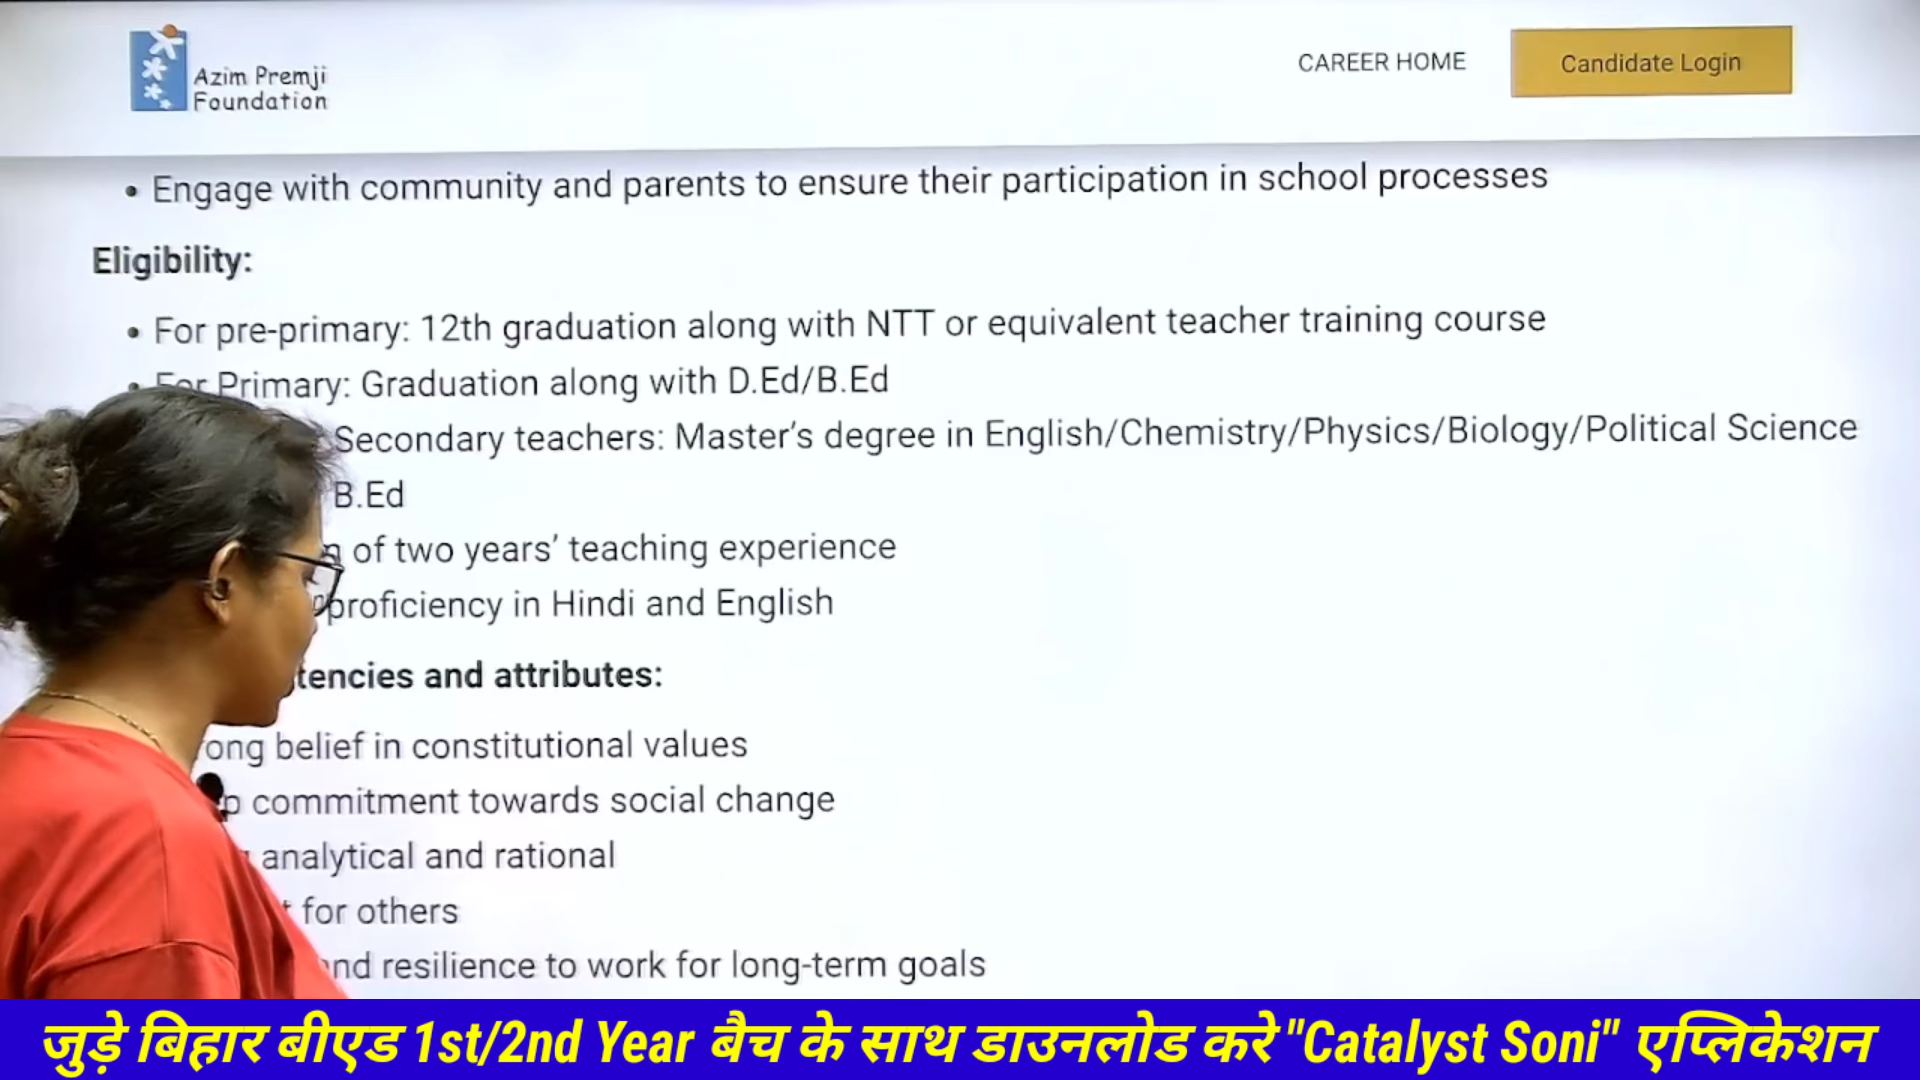 Azim Premji
Foundation
CAREER HOME
Candidate Login
• Engage with community and parents to ensure their participation in school processes
Eligibility:
• For pre-primary: 12th graduation along with NTT or equivalent teacher training course
• For Primary: Graduation along with D.Ed/B.Ed
Secondary teachers: Master's degree in English/Chemistry/Physics/Biology/Political Science
B.Ed
of two years' teaching experience
proficiency in Hindi and English
tencies and attributes:
ong belief in constitutional values
commitment towards social change
analytical and rational
for others
nd resilience to work for long-term goals
जुड़े बिहार बीएड 1st/2nd Year बैच के साथ डाउनलोड करे "Catalyst Soni" एप्लिकेशन